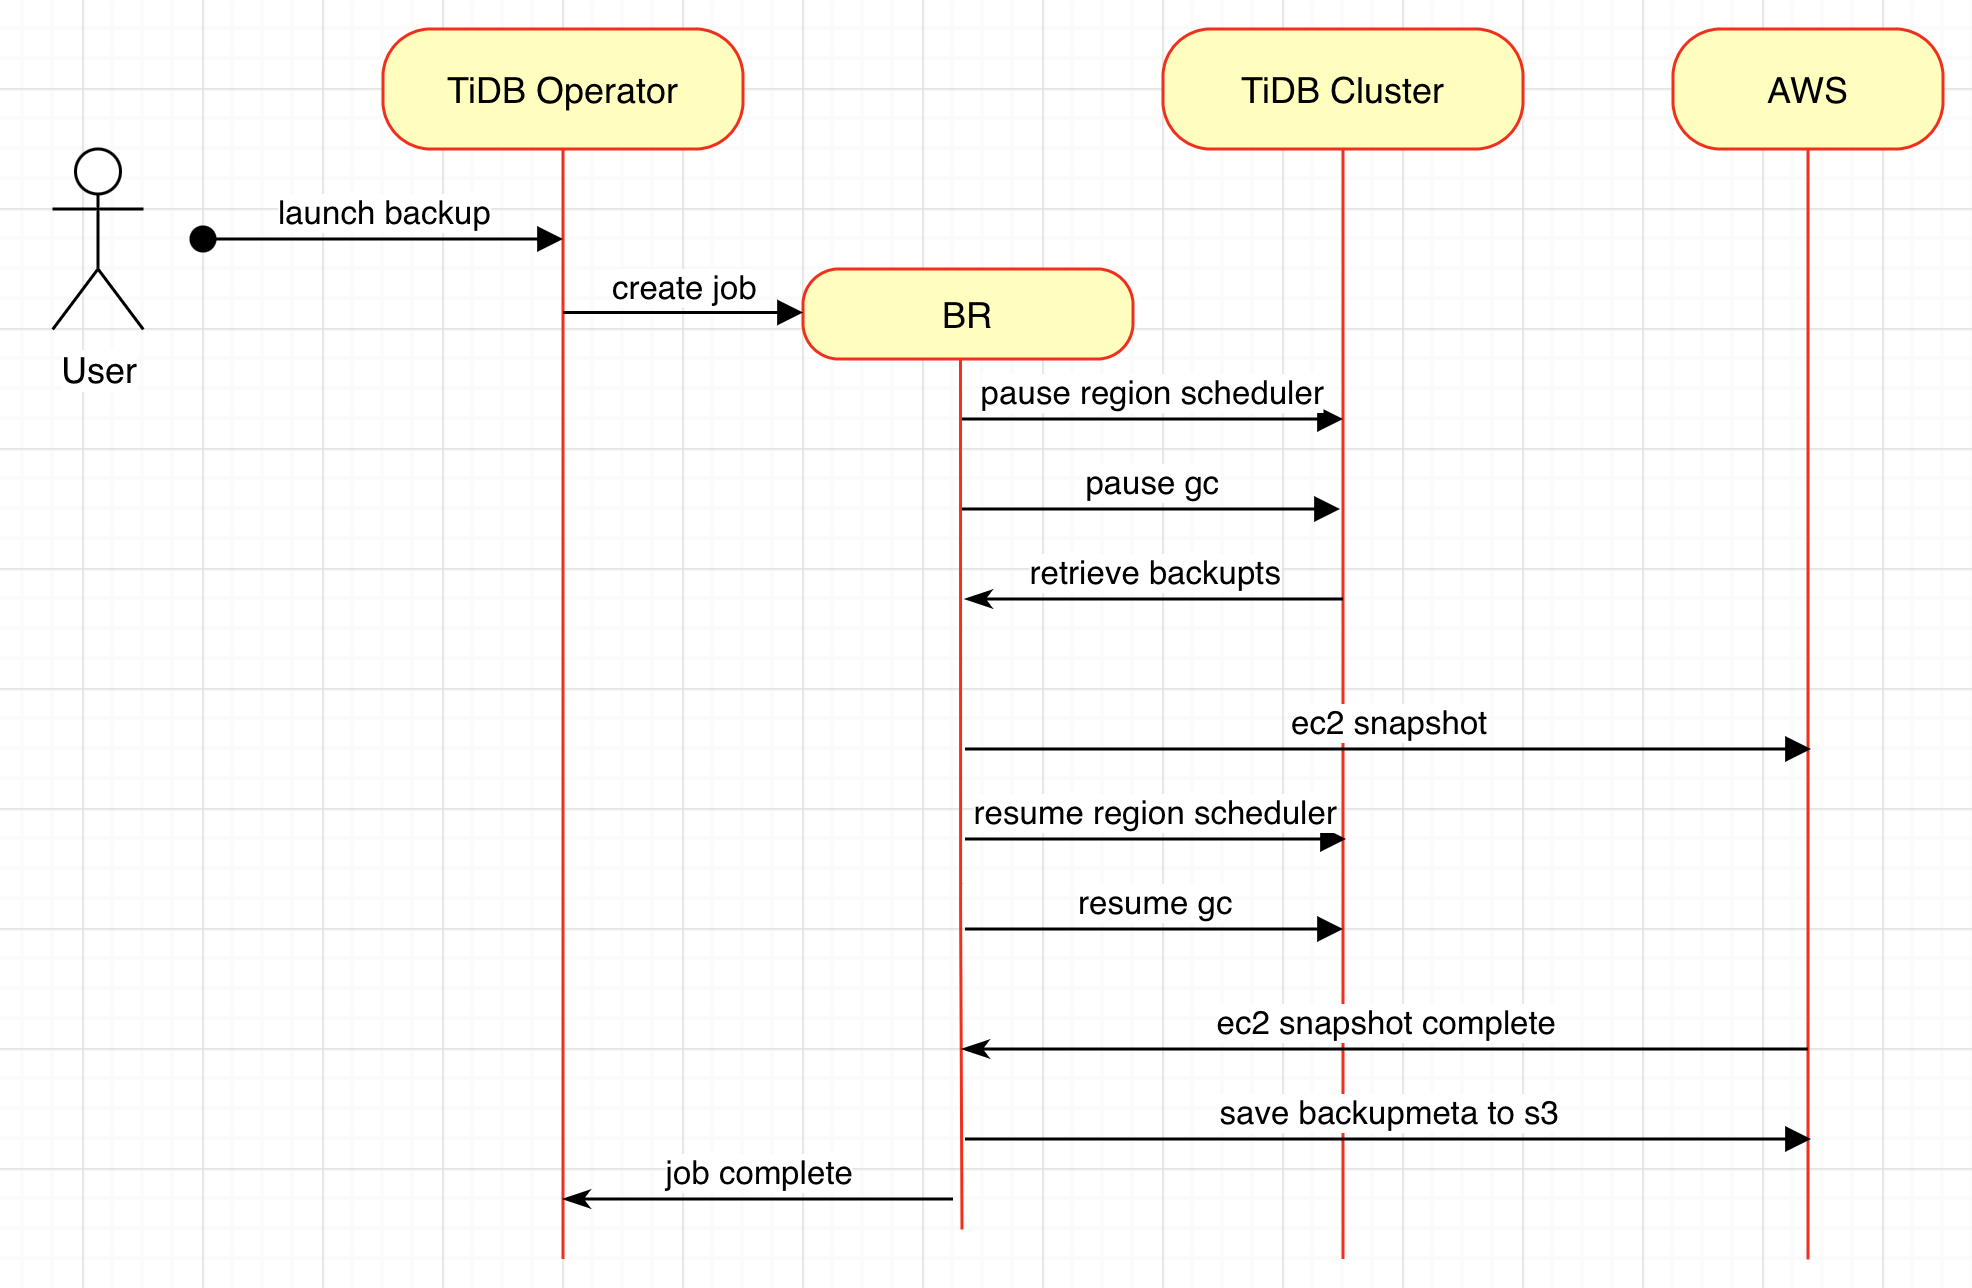 TiDB Operator
TiDB Cluster
AWS
launch backup
create job
BR
User
pause region scheduler
pause gc
retrieve backupts
ec2 snapshot
resume region scheduler
resume gc
ec2 snapshot complete
save backupmeta to s3
job complete